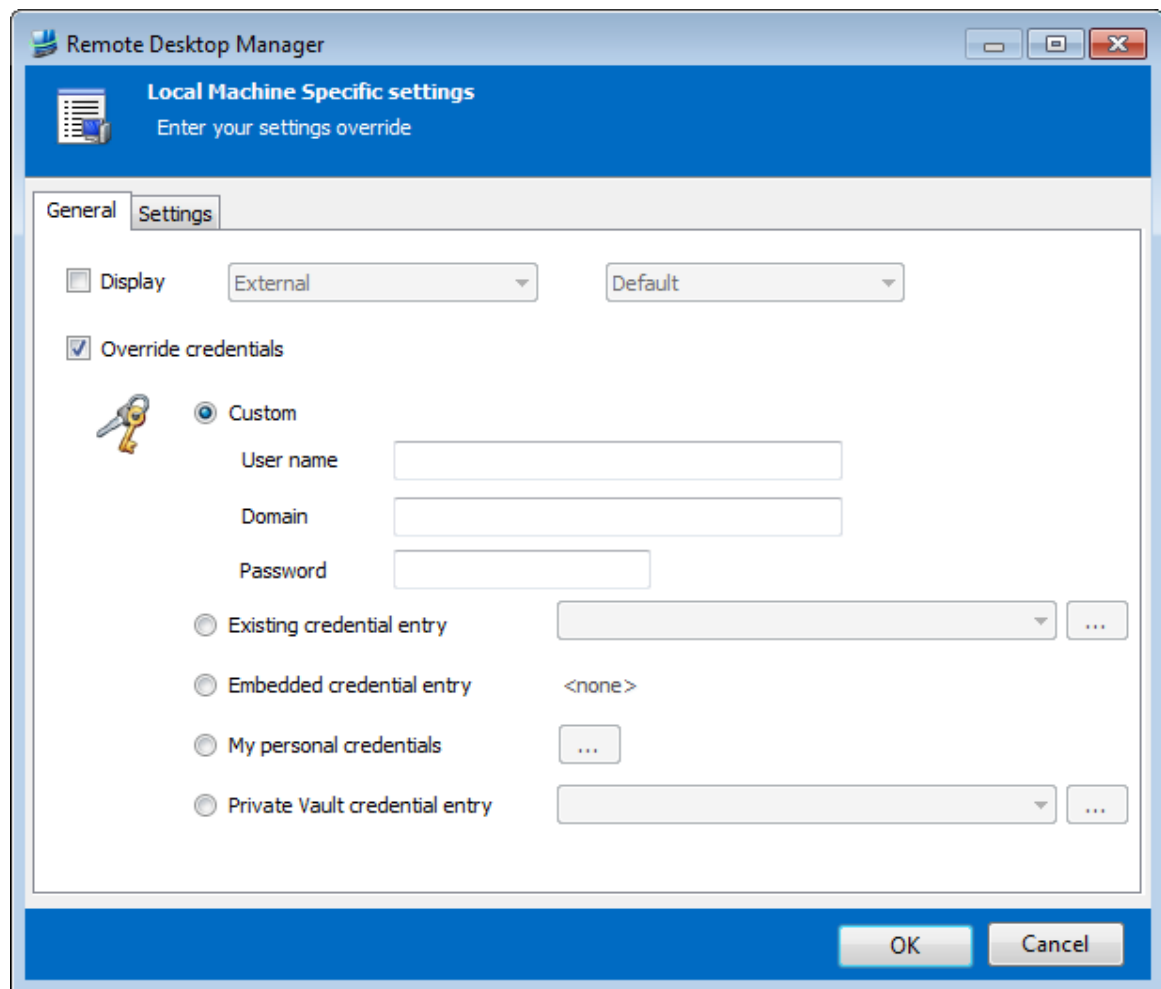 Remote Desktop Manager
Local Machine Specific settings
Enter your settings override
General Settings
Display External Default
Override credentials
Custom
User name
Domain
Password
Existing credential entry ...
Embedded credential entry <none>
My personal credentials ...
Private Vault credential entry ...
OK Cancel